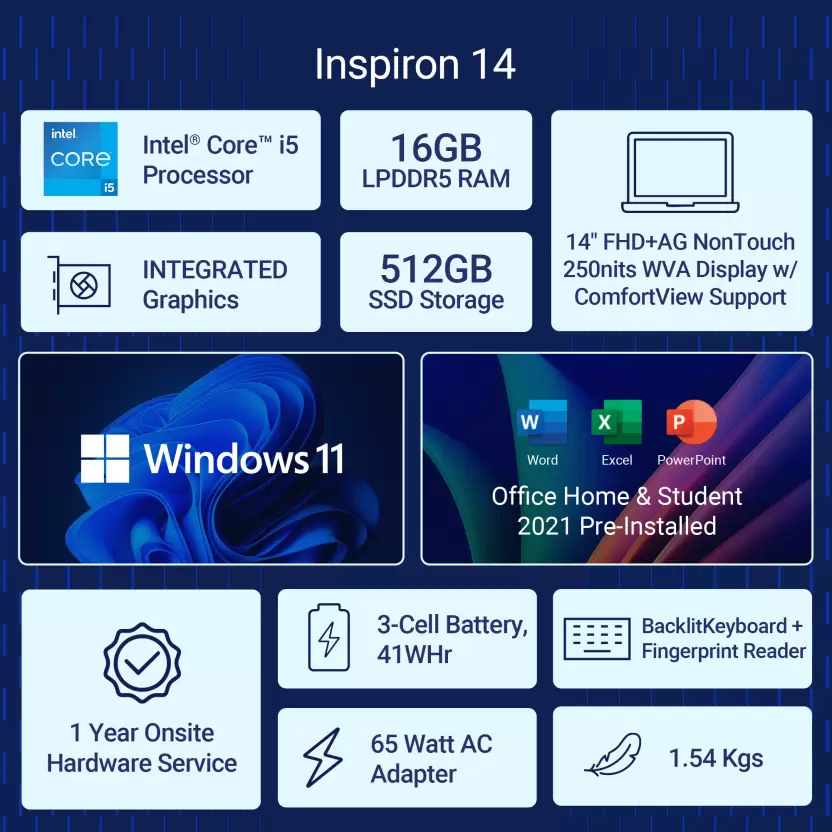 Inspiron 14
intel
CORE
i5
Intel® Core™ i5
Processor
16GB
LPDDR5 RAM
14" FHD+AG NonTouch
250nits WVA Display w/
ComfortView Support
INTEGRATED
Graphics
512GB
SSD Storage
Windows 11
W
X
P
Word
Excel
PowerPoint
Office Home & Student
2021 Pre-Installed
1 Year Onsite
Hardware Service
3-Cell Battery,
41WHr
BacklitKeyboard +
Fingerprint Reader
65 Watt AC
Adapter
1.54 Kgs